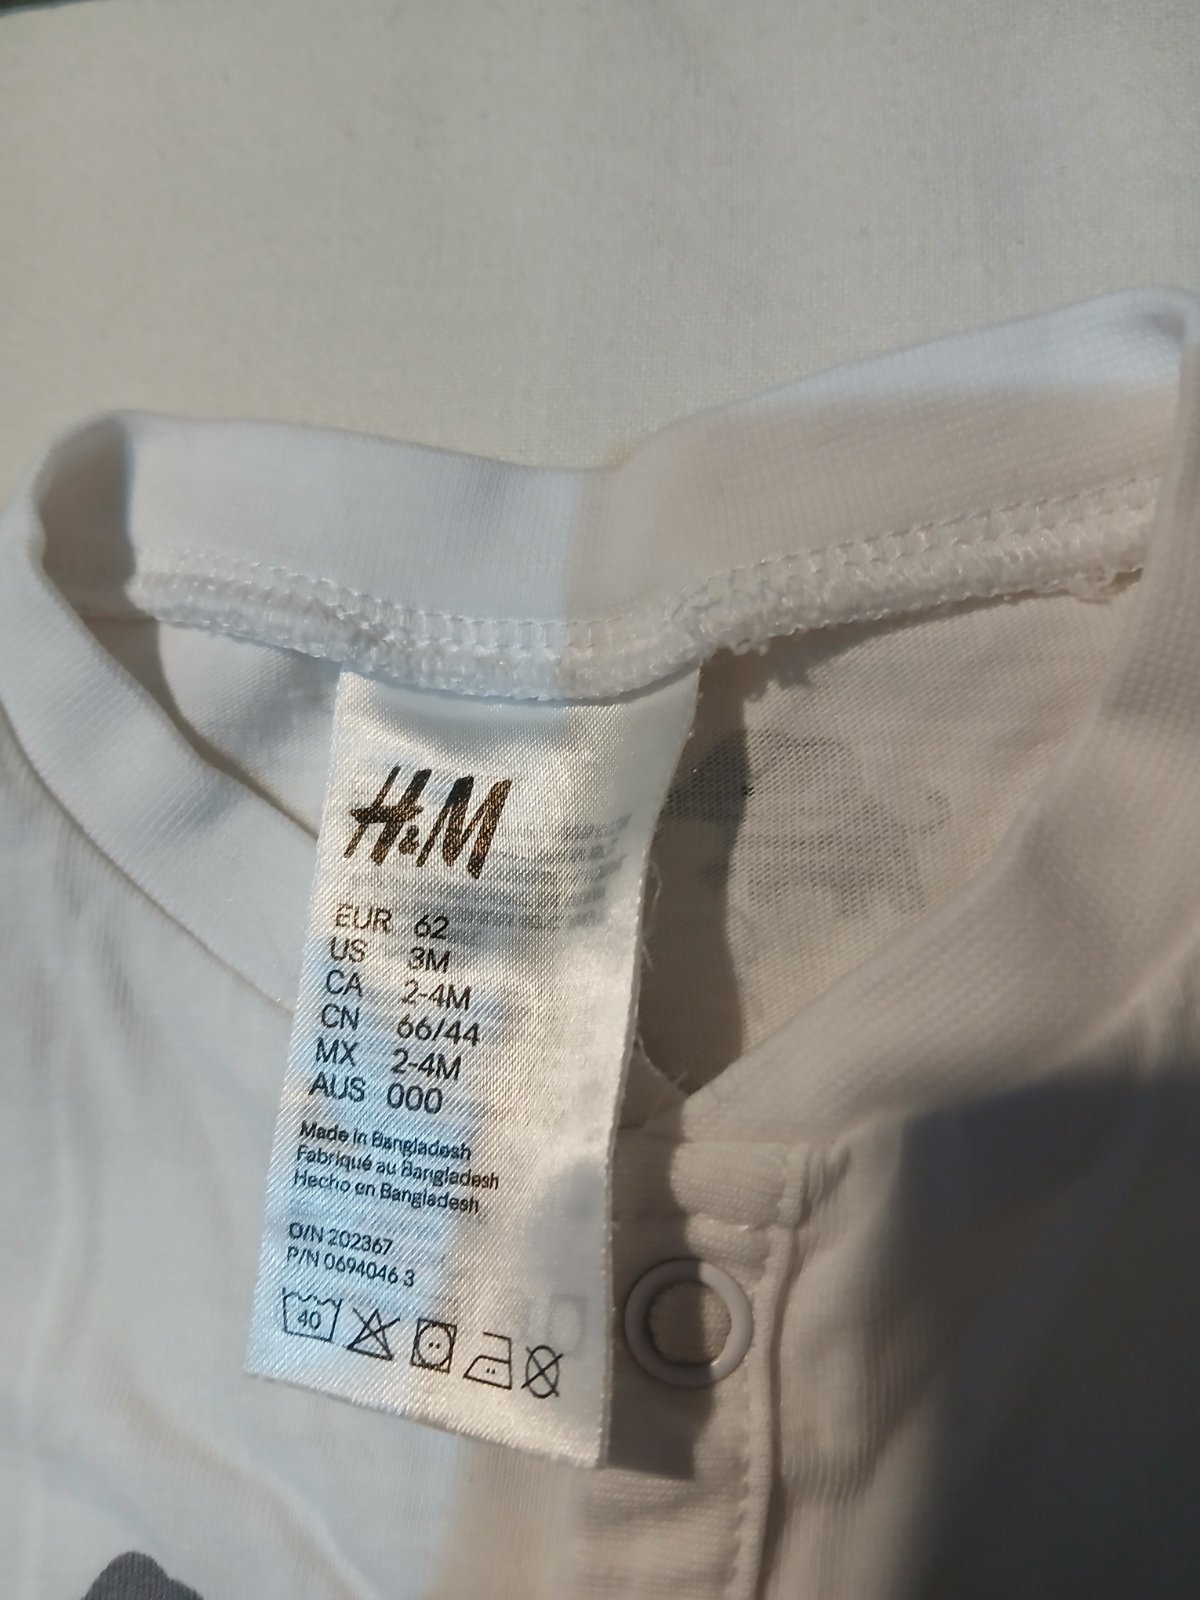 H&M
EUR 62
US 3M
CA 2-4M
CN 66/44
MX 2-4M
AUS 000
Made in Bangladesh
Fabriqué au Bangladesh
Hecho en Bangladesh
O/N 202367
P/N 0694046 3
40